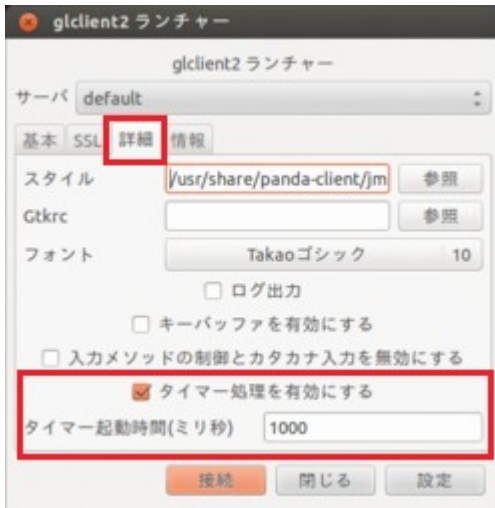 glclient2 ランチャー
glclient2 ランチャー
サーバ default
基本 SSL 詳細 情報
スタイル /usr/share/panda-client/jm 参照
Gtkrc 参照
フォント Takaoゴシック 10
ログ出力
キーバッファを有効にする
入力メソッドの制御とカタカナ入力を無効にする
タイマー処理を有効にする
タイマー起動時間(ミリ秒) 1000
接続 閉じる 設定